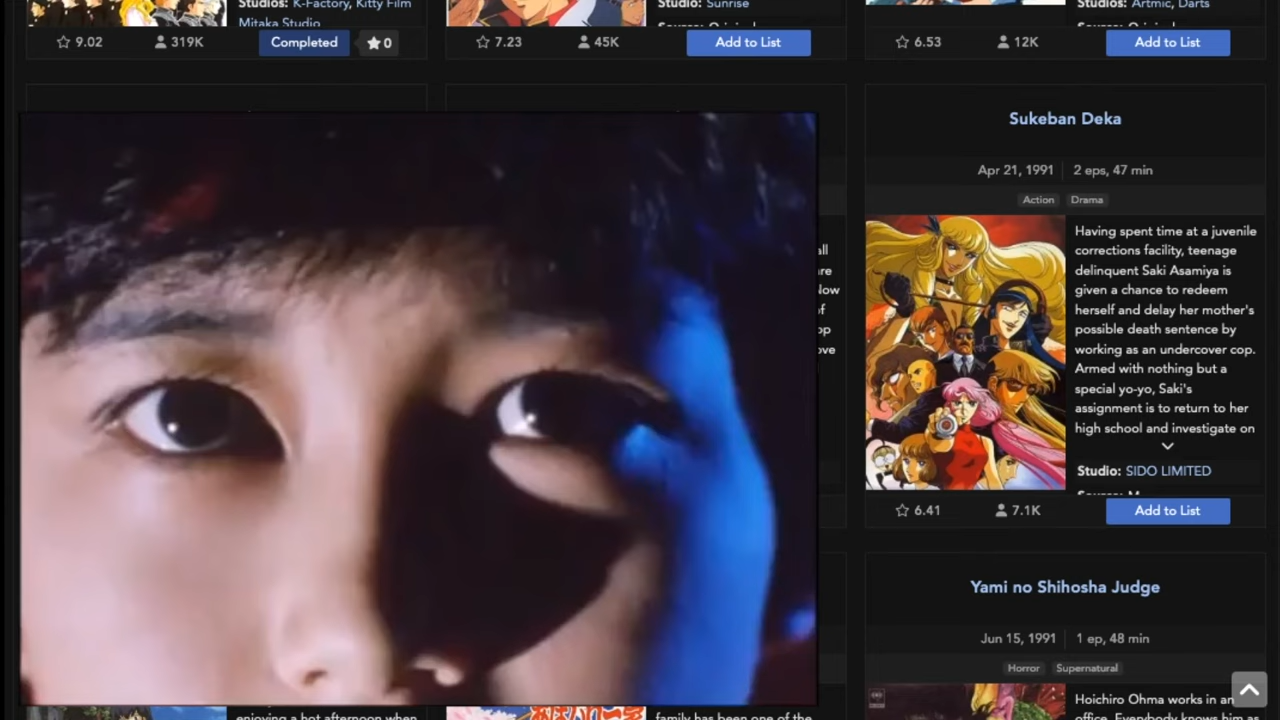 Studios: K-Factory, Kitty Film
Mitaka Studio
9.02
319K
Completed
0
Studios: Sunrise
7.23
45K
Add to List
Studios: Artmic, Darts
6.53
12K
Add to List
Sukeban Deka
Apr 21, 1991
2 eps, 47 min
Action
Drama
Having spent time at a juvenile
corrections facility, teenage
delinquent Saki Asamiya is
given a chance to redeem
herself and delay her mother's
possible death sentence by
working as an undercover cop.
Armed with nothing but a
special yo-yo, Saki's
assignment is to return to her
high school and investigate on
Studio: SIDO LIMITED
6.41
7.1K
Add to List
Yami no Shihosha Judge
Jun 15, 1991
1 ep, 48 min
Horror
Supernatural
Hoichiro Ohma works in an
office. Everybody knows him as
enjoying a hot afternoon when
family has been one of the